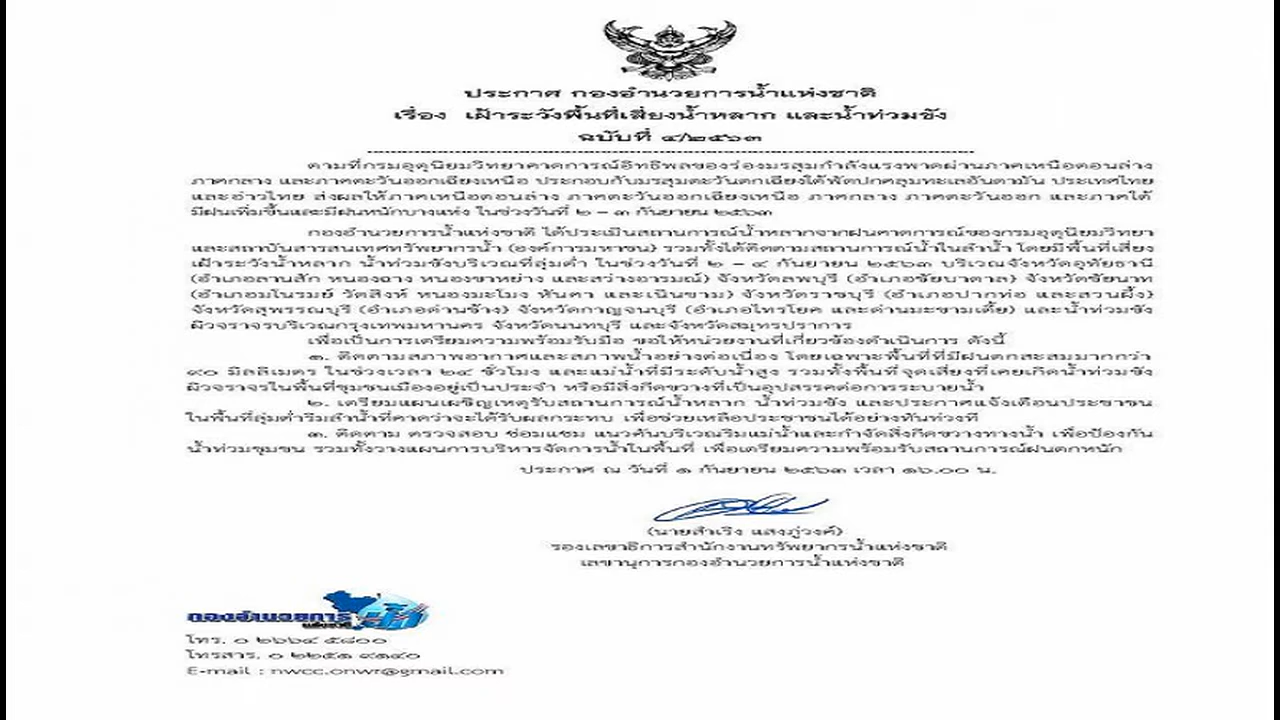 ประกาศ กองอำนวยการน้ำแห่งชาติ
เรื่อง เฝ้าระวังพื้นที่เสี่ยงน้ำหลาก และน้ำท่วมขัง
ฉบับที่ ๔/๒๕๖๓
ตามที่กรมอุตุนิยมวิทยาคาดการณ์อิทธิพลของร่องมรสุมกำลังแรงพาดผ่านภาคเหนือตอนล่าง
ภาคกลาง และภาคตะวันออกเฉียงเหนือ ประกอบกับมรสุมตะวันตกเฉียงใต้พัดปกคลุมทะเลอันดามัน ประเทศไทย
และอ่าวไทย ส่งผลให้ภาคเหนือตอนล่าง ภาคตะวันออกเฉียงเหนือ ภาคกลาง ภาคตะวันออก และภาคใต้
มีฝนเพิ่มขึ้นและมีฝนหนักบางแห่ง ในช่วงวันที่ ๒ – ๓ กันยายน ๒๕๖๓
กองอำนวยการน้ำแห่งชาติ ได้ประเมินสถานการณ์น้ำหลากจากฝนคาดการณ์ของกรมอุตุนิยมวิทยา
และสถาบันสารสนเทศทรัพยากรน้ำ (องค์การมหาชน) รวมทั้งได้ติดตามสถานการณ์น้ำในลำน้ำ โดยมีพื้นที่เสี่ยง
เฝ้าระวังน้ำหลาก น้ำท่วมขังบริเวณที่ลุ่มต่ำ ในช่วงวันที่ ๒ – ๔ กันยายน ๒๕๖๓ บริเวณจังหวัดอุทัยธานี
(อำเภอลานสัก หนองฉาง หนองขาหย่าง และสว่างอารมณ์) จังหวัดลพบุรี (อำเภอชัยบาดาล) จังหวัดชัยนาท
(อำเภอมโนรมย์ วัดสิงห์ หนองมะโมง หันคา และเนินขาม) จังหวัดราชบุรี (อำเภอปากท่อ และสวนผึ้ง)
จังหวัดสุพรรณบุรี (อำเภอด่านช้าง) จังหวัดกาญจนบุรี (อำเภอไทรโยค และด่านมะขามเตี้ย) และน้ำท่วมขัง
ผิวจราจรบริเวณกรุงเทพมหานคร จังหวัดนนทบุรี และจังหวัดสมุทรปราการ
เพื่อเป็นการเตรียมความพร้อมรับมือ ขอให้หน่วยงานที่เกี่ยวข้องดำเนินการ ดังนี้
๑. ติดตามสภาพอากาศและสภาพน้ำอย่างต่อเนื่อง โดยเฉพาะพื้นที่ที่มีฝนตกสะสมมากกว่า
๙๐ มิลลิเมตร ในช่วงเวลา ๒๔ ชั่วโมง และแม่น้ำที่มีระดับน้ำสูง รวมทั้งพื้นที่จุดเสี่ยงที่เคยเกิดน้ำท่วมขัง
ผิวจราจรในพื้นที่ชุมชนเมืองอยู่เป็นประจำ หรือมีสิ่งกีดขวางที่เป็นอุปสรรคต่อการระบายน้ำ
๒. เตรียมแผนเผชิญเหตุรับสถานการณ์น้ำหลาก น้ำท่วมขัง และประกาศแจ้งเตือนประชาชน
ในพื้นที่ลุ่มต่ำริมลำน้ำที่คาดว่าจะได้รับผลกระทบ เพื่อช่วยเหลือประชาชนได้อย่างทันท่วงที
๓. ติดตาม ตรวจสอบ ซ่อมแซม แนวคันบริเวณริมแม่น้ำและกำจัดสิ่งกีดขวางทางน้ำ เพื่อป้องกัน
น้ำท่วมชุมชน รวมทั้งวางแผนการบริหารจัดการน้ำในพื้นที่ เพื่อเตรียมความพร้อมรับสถานการณ์ฝนตกหนัก
ประกาศ ณ วันที่ ๑ กันยายน ๒๕๖๓ เวลา ๑๖.๐๐ น.
(นายสำเริง แสงภู่วงค์)
รองเลขาธิการสำนักงานทรัพยากรน้ำแห่งชาติ
เลขานุการกองอำนวยการน้ำแห่งชาติ
กองอำนวยการน้ำ
แห่งชาติ
โทร. ๐ ๒๖๖๔ ๕๘๐๐
โทรสาร. ๐ ๒๒๕๑ ๙๑๔๐
E-mail : nwcc.onwr@gmail.com